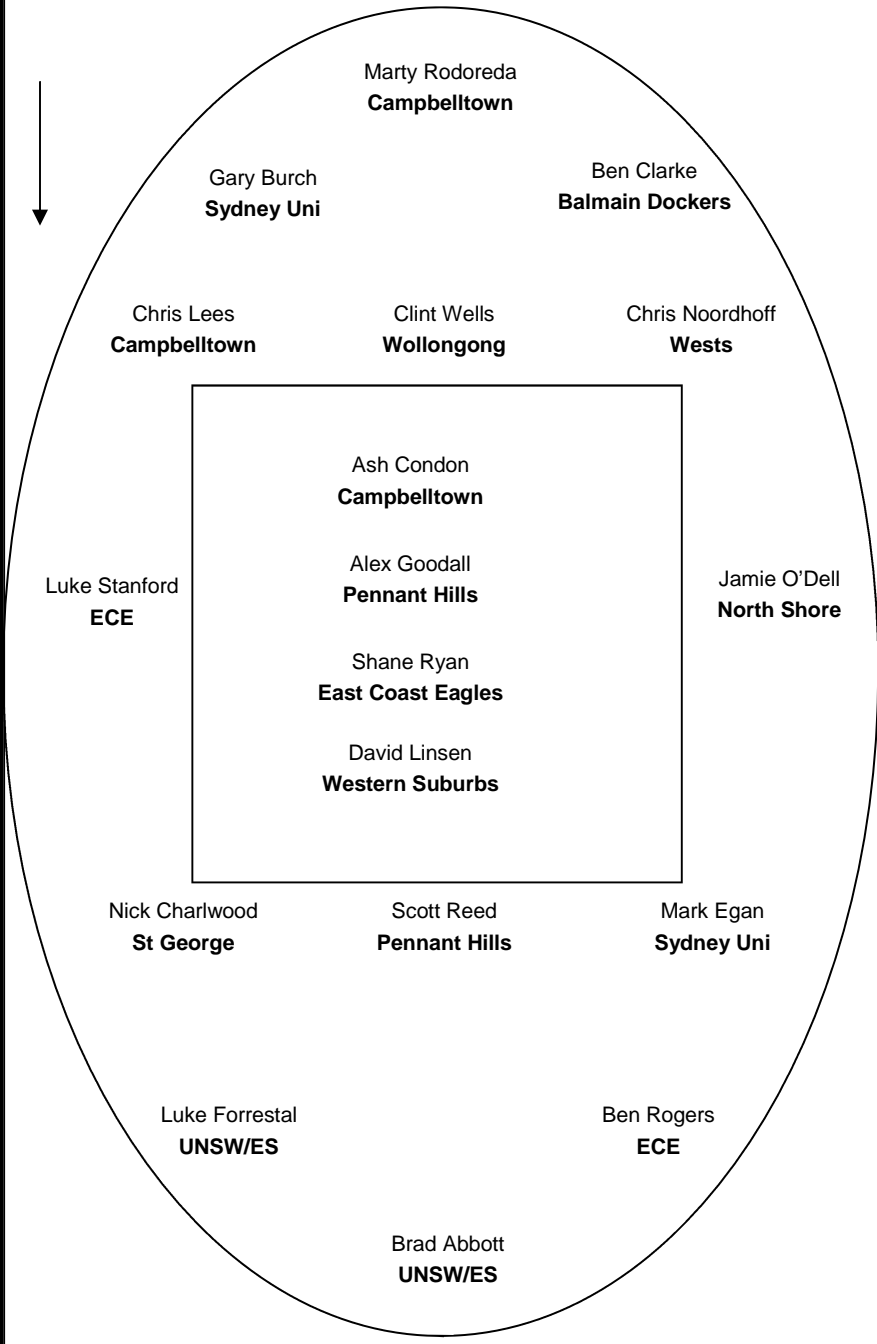 Marty Rodoreda
Campbelltown
Gary Burch
Sydney Uni
Ben Clarke
Balmain Dockers
Chris Lees
Campbelltown
Clint Wells
Wollongong
Chris Noordhoff
Wests
Ash Condon
Campbelltown
Alex Goodall
Pennant Hills
Luke Stanford
ECE
Jamie O’Dell
North Shore
Shane Ryan
East Coast Eagles
David Linsen
Western Suburbs
Nick Charlwood
St George
Scott Reed
Pennant Hills
Mark Egan
Sydney Uni
Luke Forrestal
UNSW/ES
Ben Rogers
ECE
Brad Abbott
UNSW/ES